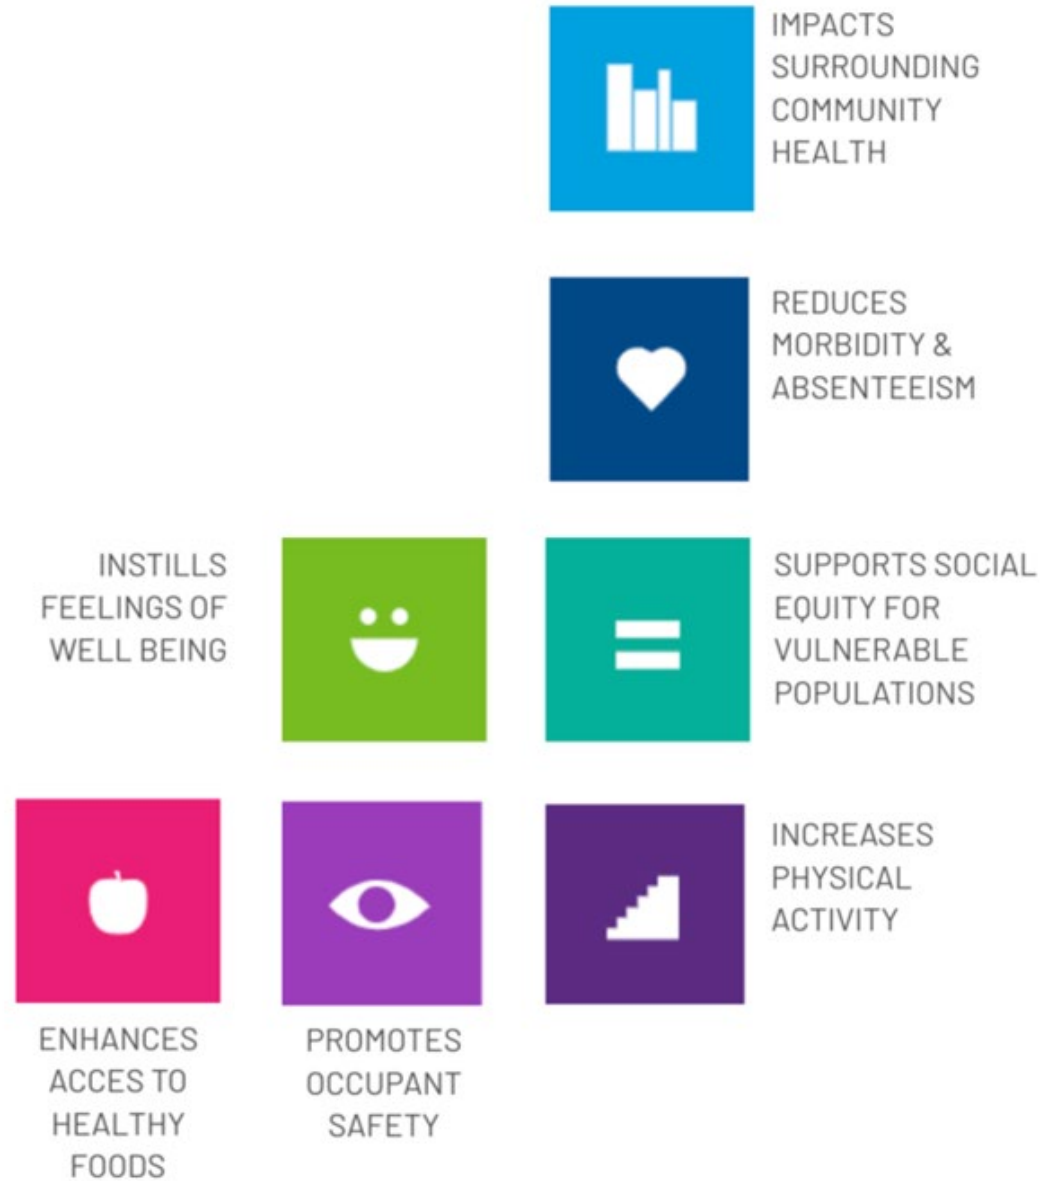 IMPACTS
SURROUNDING
COMMUNITY
HEALTH
REDUCES
MORBIDITY &
ABSENTEEISM
INSTILLS
FEELINGS OF
WELL BEING
SUPPORTS SOCIAL
EQUITY FOR
VULNERABLE
POPULATIONS
INCREASES
PHYSICAL
ACTIVITY
ENHANCES
ACCES TO
HEALTHY
FOODS
PROMOTES
OCCUPANT
SAFETY